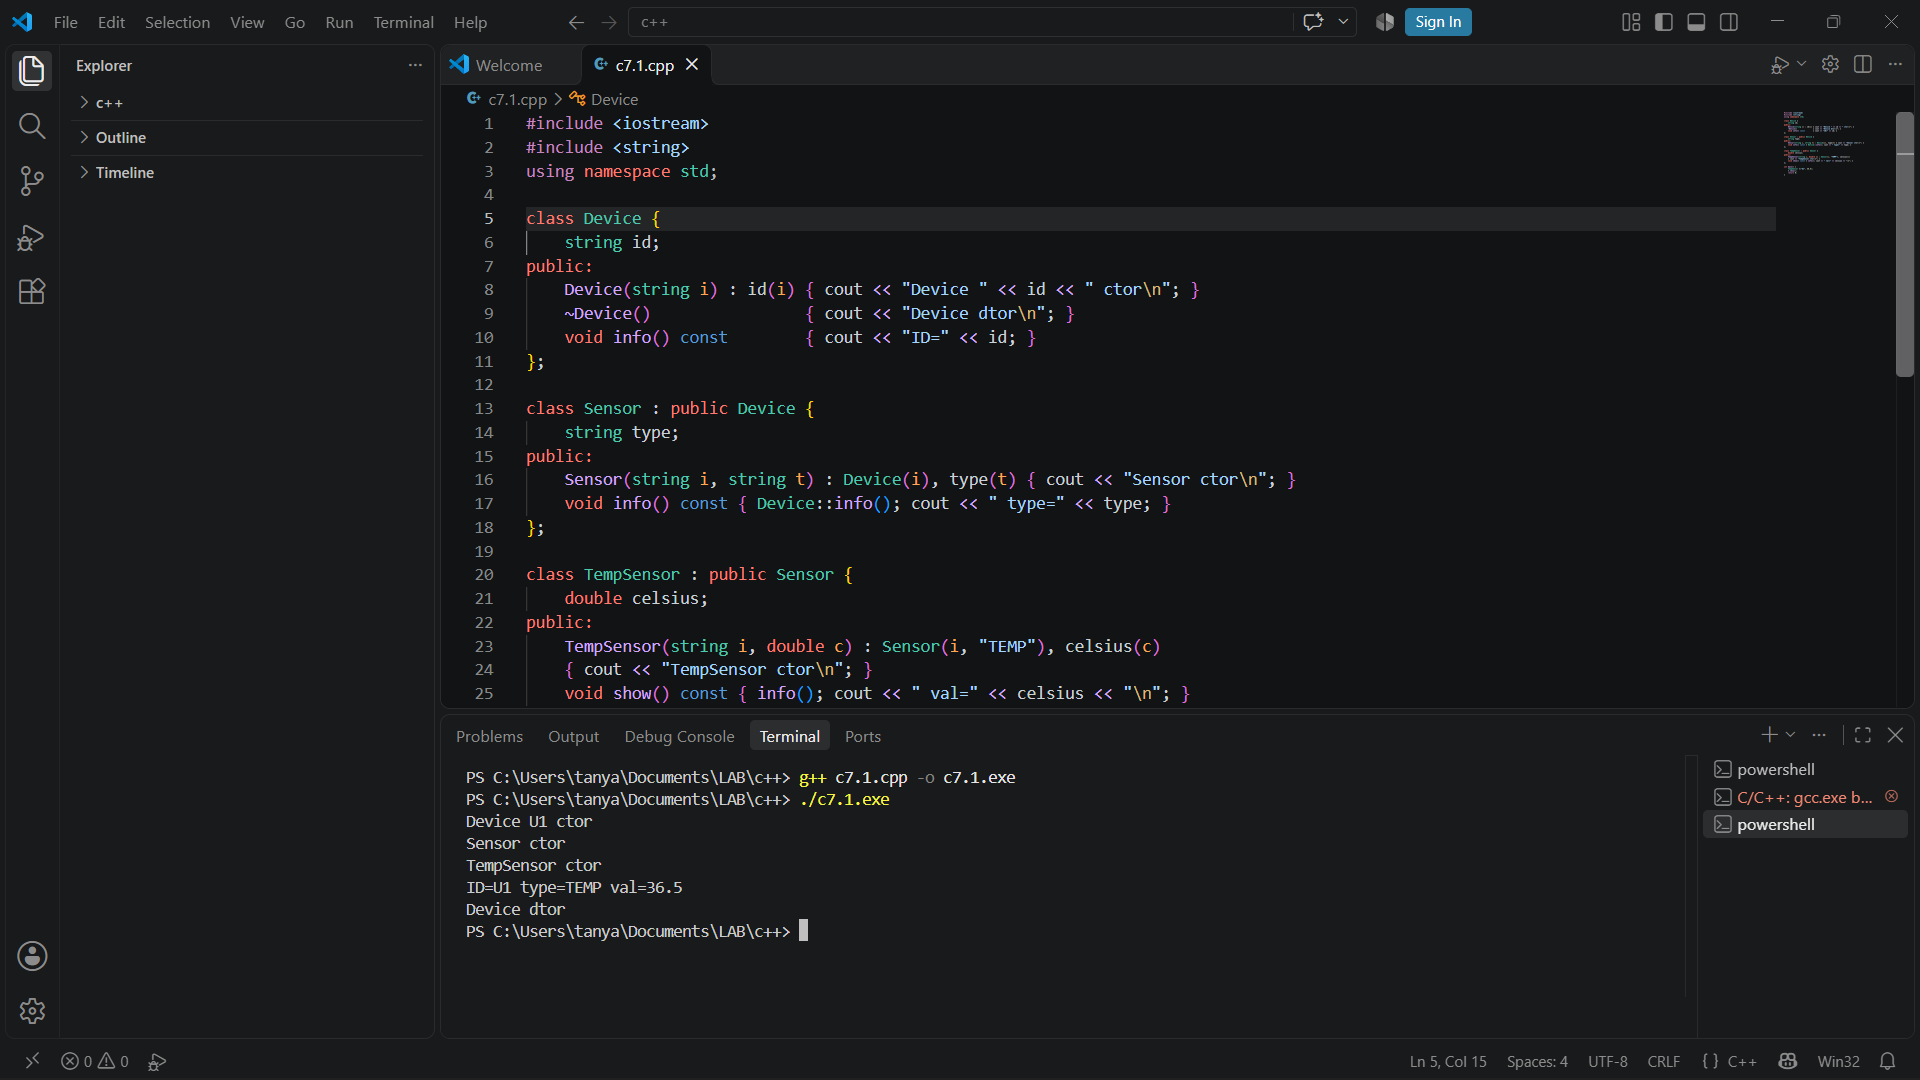 File Edit Selection View Go Run Terminal Help
c++
Sign In
Explorer
c++
Outline
Timeline
Welcome
c7.1.cpp
c7.1.cpp > Device
1 #include <iostream>
2 #include <string>
3 using namespace std;
4
5 class Device {
6     string id;
7 public:
8     Device(string i) : id(i) { cout << "Device " << id << " ctor\n"; }
9     ~Device()                { cout << "Device dtor\n"; }
10     void info() const        { cout << "ID=" << id; }
11 };
12
13 class Sensor : public Device {
14     string type;
15 public:
16     Sensor(string i, string t) : Device(i), type(t) { cout << "Sensor ctor\n"; }
17     void info() const { Device::info(); cout << " type=" << type; }
18 };
19
20 class TempSensor : public Sensor {
21     double celsius;
22 public:
23     TempSensor(string i, double c) : Sensor(i, "TEMP"), celsius(c)
24     { cout << "TempSensor ctor\n"; }
25     void show() const { info(); cout << " val=" << celsius << "\n"; }
Problems Output Debug Console Terminal Ports
PS C:\Users\tanya\Documents\LAB\c++> g++ c7.1.cpp -o c7.1.exe
PS C:\Users\tanya\Documents\LAB\c++> ./c7.1.exe
Device U1 ctor
Sensor ctor
TempSensor ctor
ID=U1 type=TEMP val=36.5
Device dtor
PS C:\Users\tanya\Documents\LAB\c++>
powershell
C/C++: gcc.exe b...
powershell
0 0
Ln 5, Col 15 Spaces: 4 UTF-8 CRLF { } C++ Win32